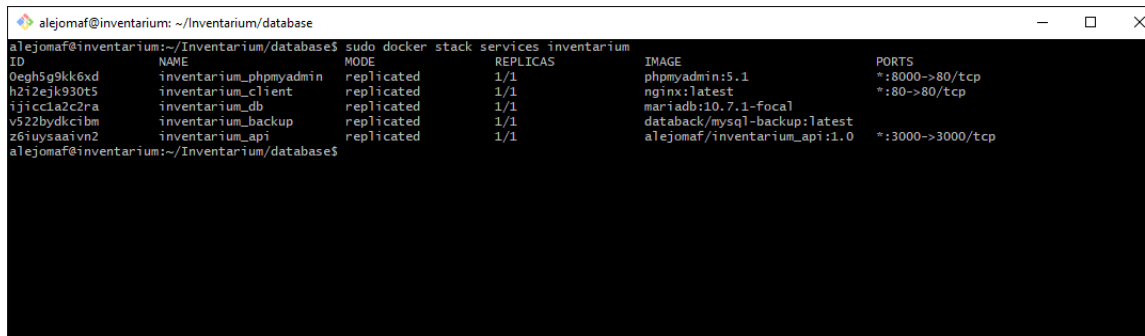 alejomaf@inventarium: ~/Inventarium/database
alejomaf@inventarium:~/Inventarium/database$ sudo docker stack services inventarium
ID NAME MODE REPLICAS IMAGE PORTS
0egh5g9kk6xd inventarium_phpmyadmin replicated 1/1 phpmyadmin:5.1 *:8000->80/tcp
h2i2ejk930t5 inventarium_client replicated 1/1 nginx:latest *:80->80/tcp
ijicc1a2c2ra inventarium_db replicated 1/1 mariadb:10.7.1-focal
v522bydkcibm inventarium_backup replicated 1/1 databack/mysql-backup:latest
z6iuysaaivn2 inventarium_api replicated 1/1 alejomaf/inventarium_api:1.0 *:3000->3000/tcp
alejomaf@inventarium:~/Inventarium/database$